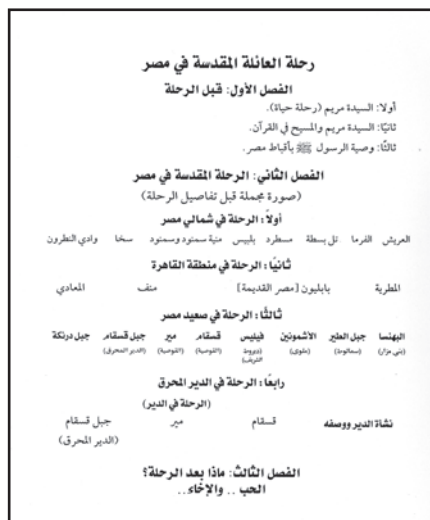 رحلة العائلة المقدسة في مصر
الفصل الأول: قبل الرحلة
أولا: السيدة مريم (رحلة حياة).
ثانيًا: السيدة مريم والمسيح في القرآن.
ثالثًا: وصية الرسول ﷺ بأقباط مصر.
الفصل الثاني: الرحلة المقدسة في مصر
(صورة مجملة قبل تفاصيل الرحلة)
أولاً: الرحلة في شمالي مصر
العريش الفرما تل بسطة مسطرد بلبيس منية سمنود وسمنود سخا وادي النطرون
ثانيًا: الرحلة في منطقة القاهرة
المطرية بابليون [مصر القديمة] منف المعادي
ثالثًا: الرحلة في صعيد مصر
البهنسا جبل الطير الأشمونين فيليس قسقام مير جبل قسقام جبل درنكة
(بني مزار) (سمالوط) (ملوى) (ديروط الشريف) (القوصية) (القوصية) (الدير المحرق)
رابعًا: الرحلة في الدير المحرق
(الرحلة في الدير)
نشأة الدير ووصفه قسقام مير جبل قسقام
(الدير المحرق)
الفصل الثالث: ماذا بعد الرحلة؟
الحب .. والإخاء..